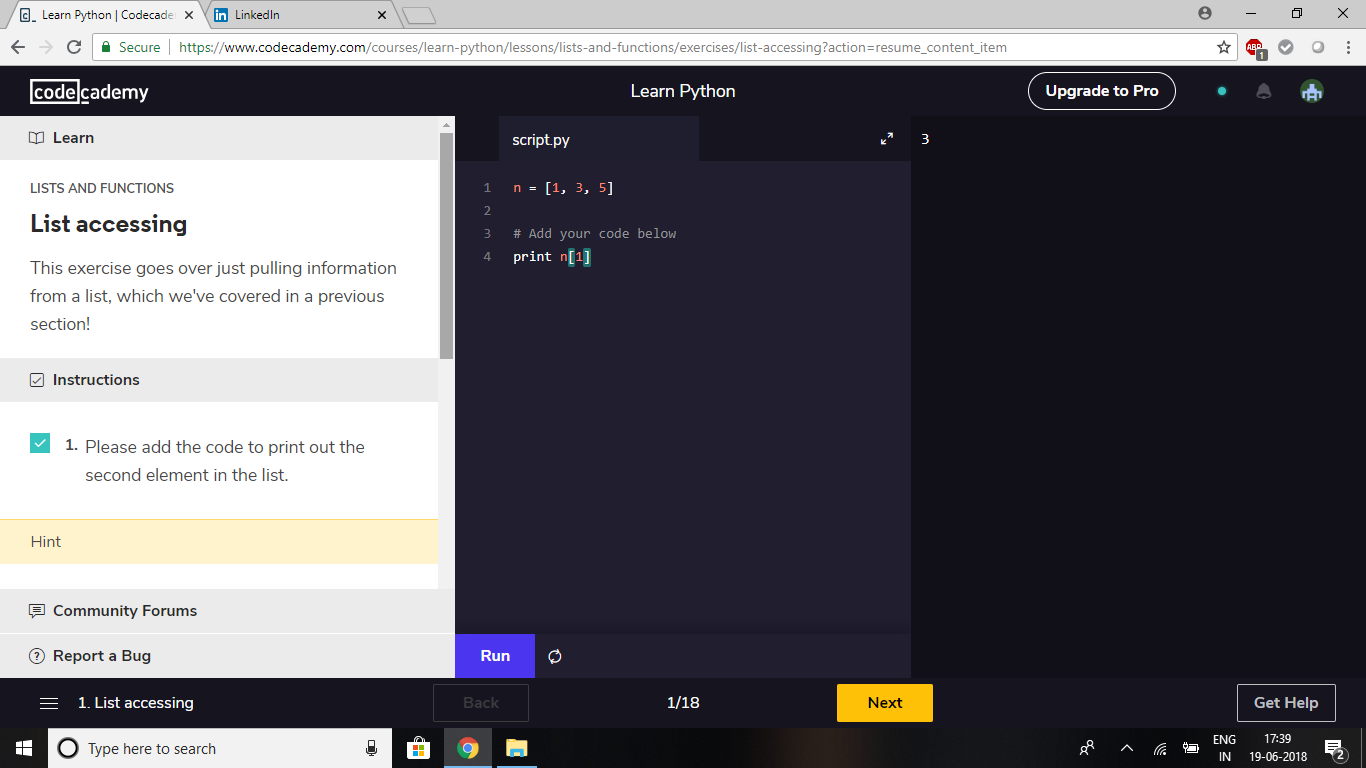 Learn Python | Codecade
LinkedIn
Secure
https://www.codecademy.com/courses/learn-python/lessons/lists-and-functions/exercises/list-accessing?action=resume_content_item
ABP
1
codecademy
Learn Python
Upgrade to Pro
Learn
LISTS AND FUNCTIONS
List accessing
This exercise goes over just pulling information
from a list, which we've covered in a previous
section!
Instructions
1. Please add the code to print out the
second element in the list.
Hint
Community Forums
Report a Bug
script.py
1 n = [1, 3, 5]
2
3 # Add your code below
4 print n[1]
3
Run
1. List accessing
Back
1/18
Next
Get Help
Type here to search
ENG
IN
17:39
19-06-2018
2